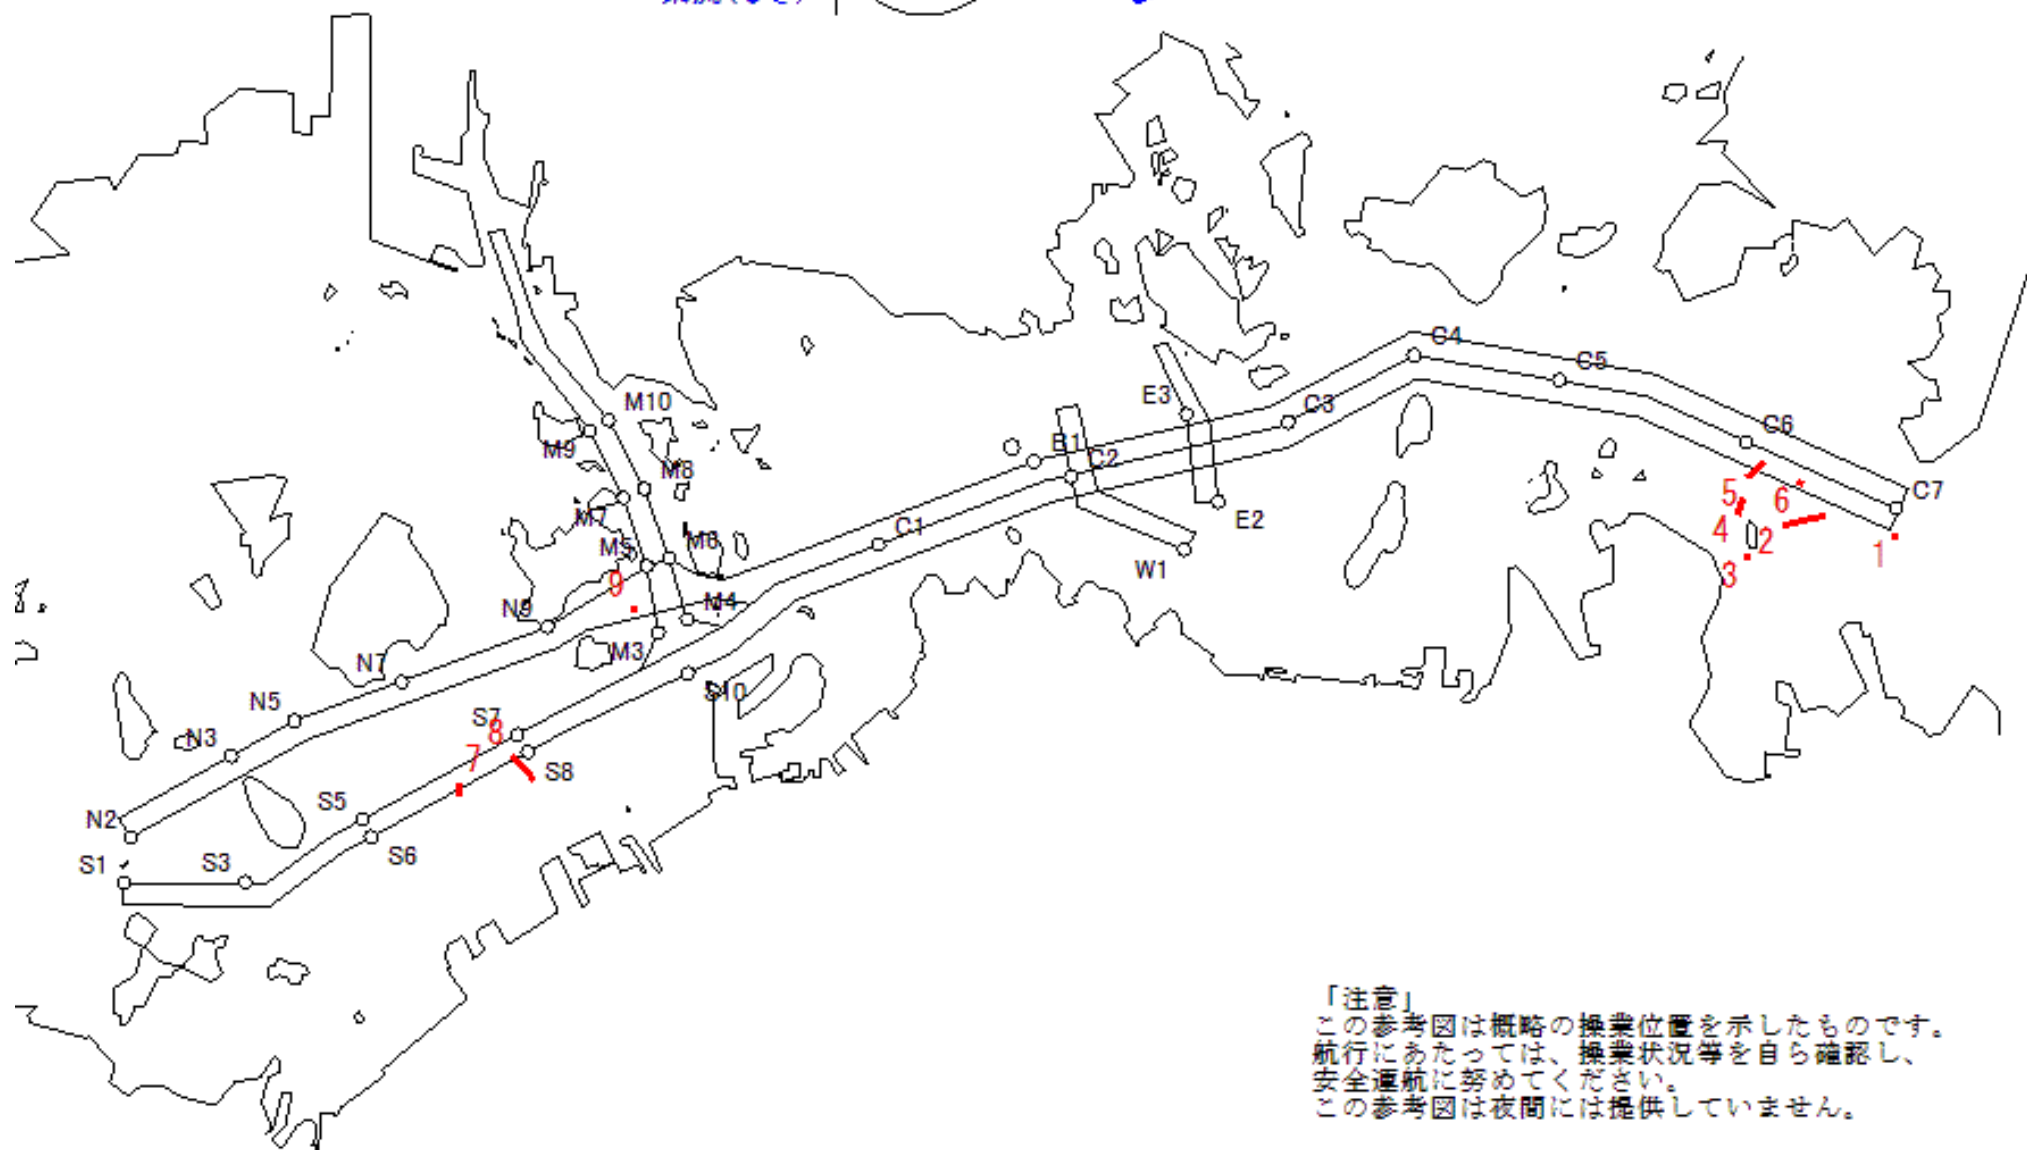 C4
C5
M10
E3
C3
C6
M9
B1
C2
M8
5
6
C7
M7
E2
C1
4
2
M5
M6
W1
1
3
9
N9
M4
M3
N7
S10
N5
S7
N3
8
7
S8
S5
N2
S6
S1
S3
「注意」
この参考図は概略の操業位置を示したものです。
航行にあたっては、操業状況等を自ら確認し、
安全運航に努めてください。
この参考図は夜間には提供していません。